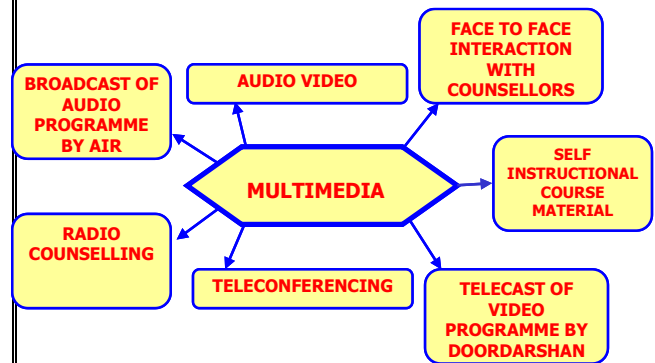 FACE TO FACE
INTERACTION
WITH
COUNSELLORS
AUDIO VIDEO
BROADCAST OF
AUDIO
PROGRAMME
BY AIR
SELF
INSTRUCTIONAL
COURSE
MATERIAL
MULTIMEDIA
RADIO
COUNSELLING
TELECONFERENCING
TELECAST OF
VIDEO
PROGRAMME BY
DOORDARSHAN